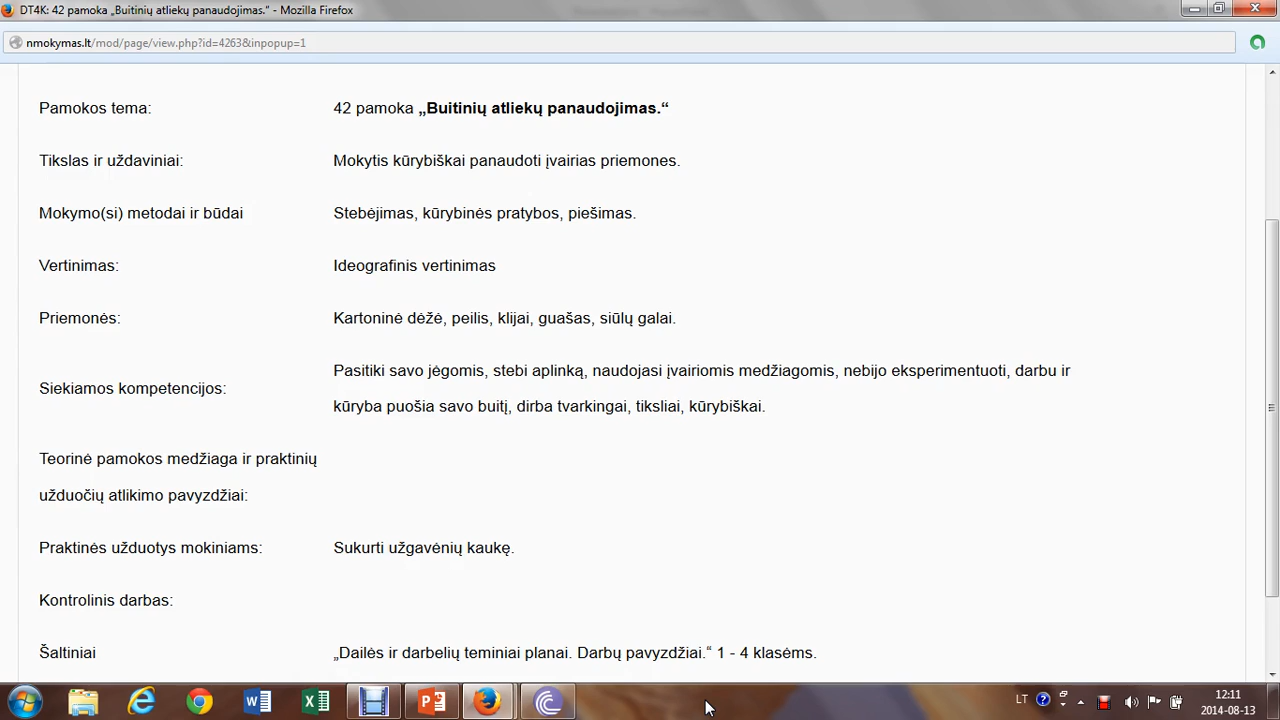 DT4K: 42 pamoka „Buitinių atliekų panaudojimas.“ - Mozilla Firefox
nmokymas.lt/mod/page/view.php?id=4263&inpopup=1
Pamokos tema: 42 pamoka „Buitinių atliekų panaudojimas.“
Tikslas ir uždaviniai: Mokytis kūrybiškai panaudoti įvairias priemones.
Mokymo(si) metodai ir būdai Stebėjimas, kūrybinės pratybos, piešimas.
Vertinimas: Ideografinis vertinimas
Priemonės: Kartoninė dėžė, peilis, klijai, guašas, siūlų galai.
Siekiamos kompetencijos: Pasitiki savo jėgomis, stebi aplinką, naudojasi įvairiomis medžiagomis, nebijo eksperimentuoti, darbu ir
kūryba puošia savo buitį, dirba tvarkingai, tiksliai, kūrybiškai.
Teorinė pamokos medžiaga ir praktinių
užduočių atlikimo pavyzdžiai:
Praktinės užduotys mokiniams: Sukurti užgavėnių kaukę.
Kontrolinis darbas:
Šaltiniai „Dailės ir darbelių teminiai planai. Darbų pavyzdžiai.“ 1 - 4 klasėms.
LT
12:11
2014-08-13